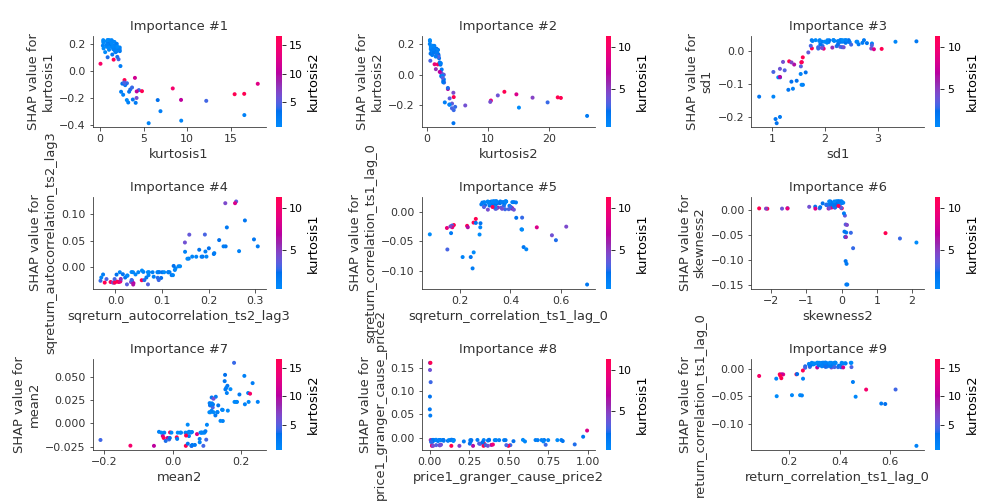 Importance #1
SHAP value for
kurtosis1
0.2
0.0
−0.2
−0.4
0
5
10
15
kurtosis1
15
10
5
kurtosis2
Importance #2
SHAP value for
kurtosis2
0.2
0.0
−0.2
0
10
20
kurtosis2
10
5
kurtosis1
Importance #3
SHAP value for
sd1
0.0
−0.1
−0.2
1
2
3
sd1
10
5
kurtosis1
Importance #4
SHAP value for
sqreturn_autocorrelation_ts2_lag3
0.10
0.05
0.00
0.0
0.1
0.2
0.3
sqreturn_autocorrelation_ts2_lag3
10
5
kurtosis1
Importance #5
SHAP value for
sqreturn_correlation_ts1_lag_0
0.00
−0.05
−0.10
0.2
0.4
0.6
sqreturn_correlation_ts1_lag_0
10
5
kurtosis1
Importance #6
SHAP value for
skewness2
0.00
−0.05
−0.10
−0.15
−2
−1
0
1
2
skewness2
10
5
kurtosis1
Importance #7
SHAP value for
mean2
0.050
0.025
0.000
−0.025
−0.2
0.0
0.2
mean2
15
10
5
kurtosis2
Importance #8
SHAP value for
price1_granger_cause_price2
0.15
0.10
0.05
0.00
0.00
0.25
0.50
0.75
1.00
price1_granger_cause_price2
10
5
kurtosis1
Importance #9
SHAP value for
return_correlation_ts1_lag_0
0.00
−0.05
−0.10
0.2
0.4
0.6
return_correlation_ts1_lag_0
15
10
5
kurtosis2